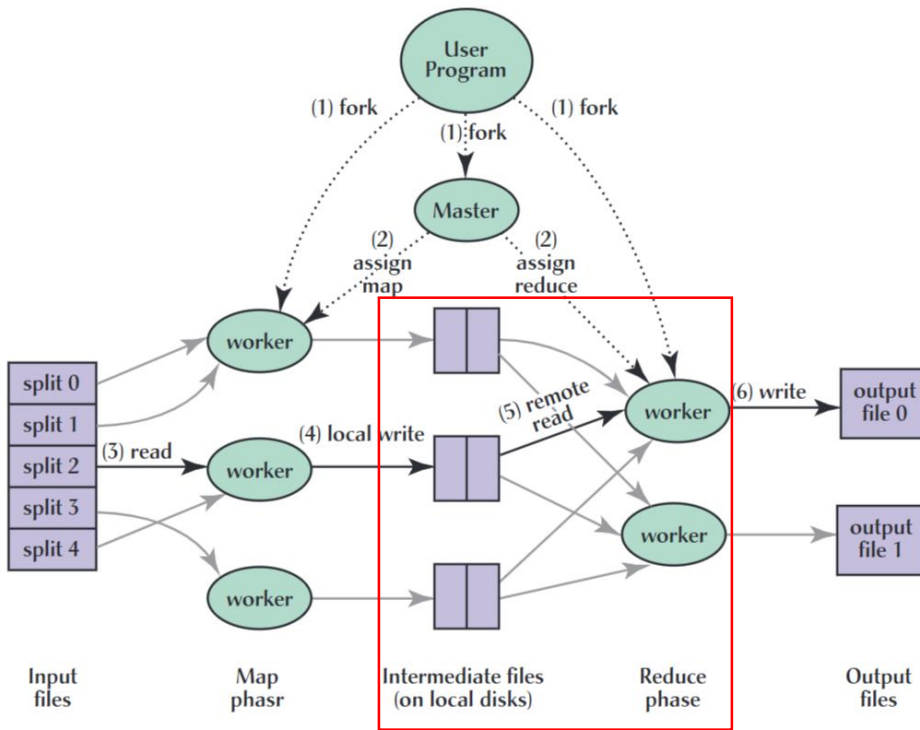 User
Program
(1) fork
(1) fork
(1) fork
Master
(2)
assign
map
(2)
assign
reduce
worker
split 0
split 1
split 2
split 3
split 4
(3) read
worker
(4) local write
(5) remote
read
worker
(6) write
output
file 0
worker
output
file 1
worker
Input
files
Map
phasr
Intermediate files
(on local disks)
Reduce
phase
Output
files